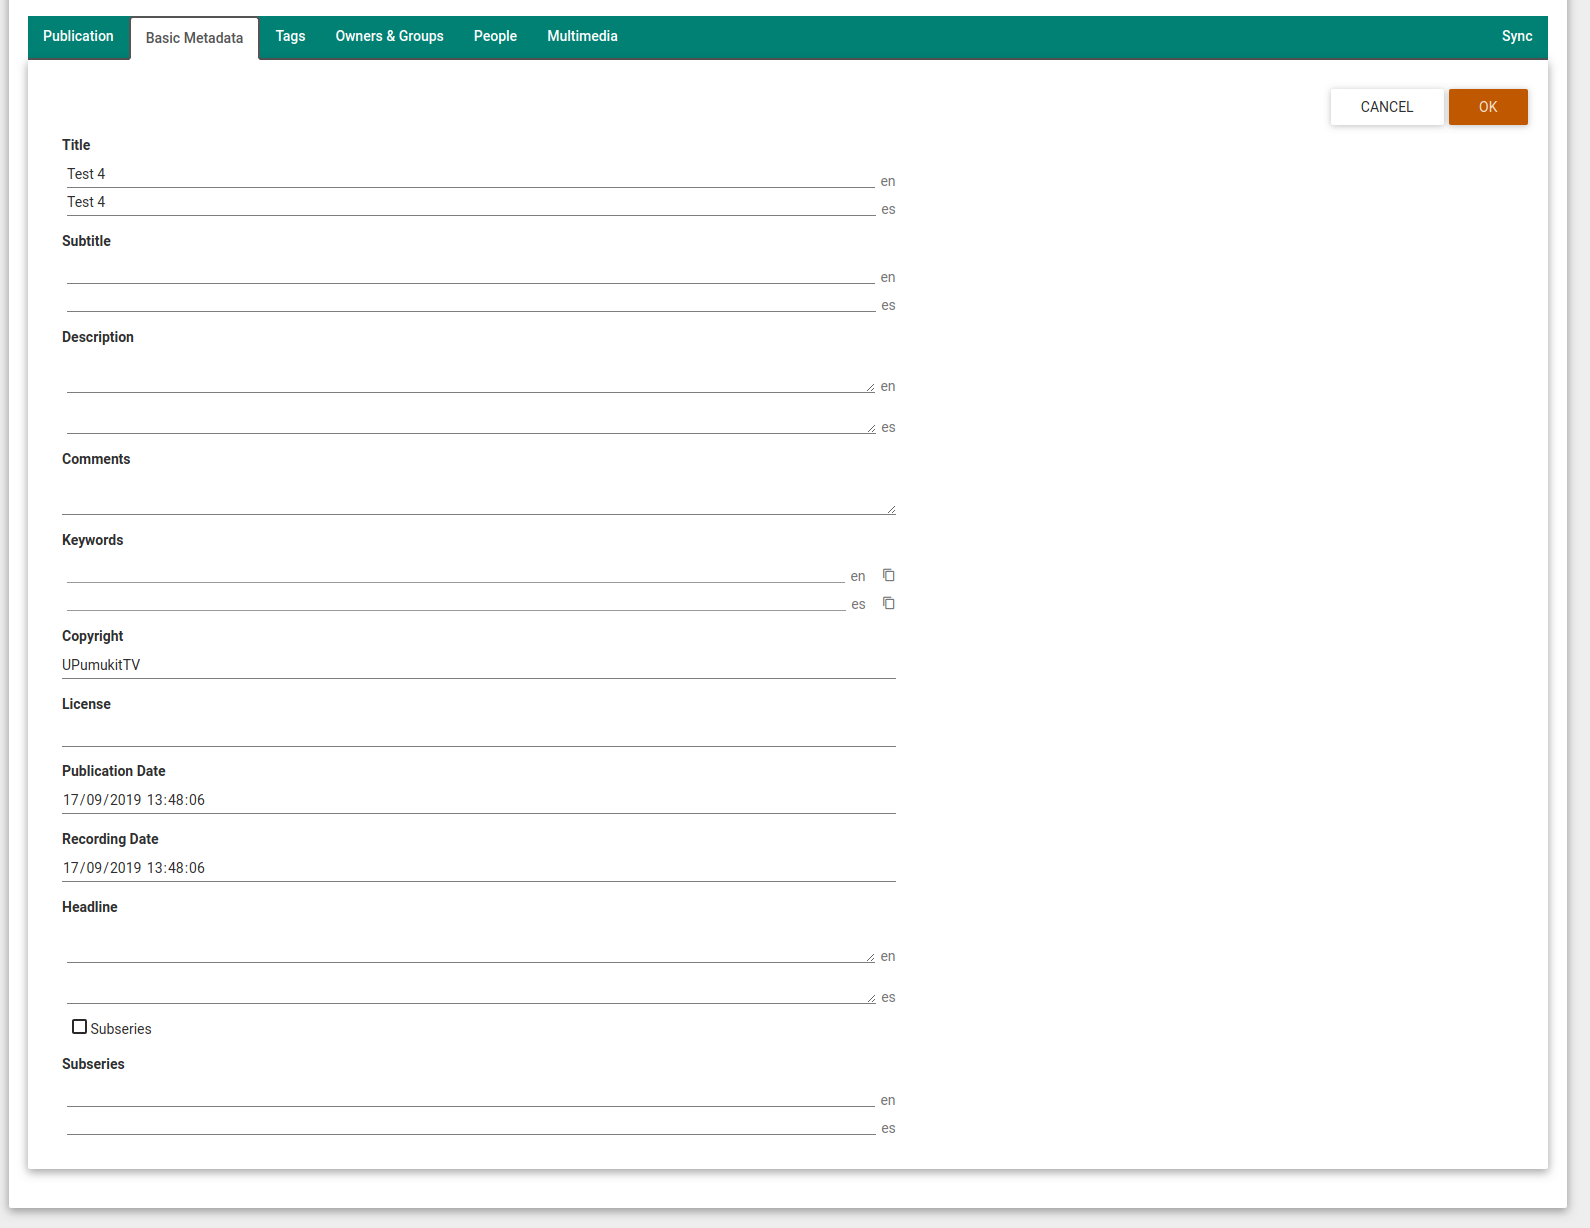 Publication Basic Metadata Tags Owners & Groups People Multimedia Sync
CANCEL OK
Title
Test 4 en
Test 4 es
Subtitle
en
es
Description
en
es
Comments
Keywords
en
es
Copyright
UPumukitTV
License
Publication Date
17/09/2019 13:48:06
Recording Date
17/09/2019 13:48:06
Headline
en
es
Subseries
Subseries
en
es